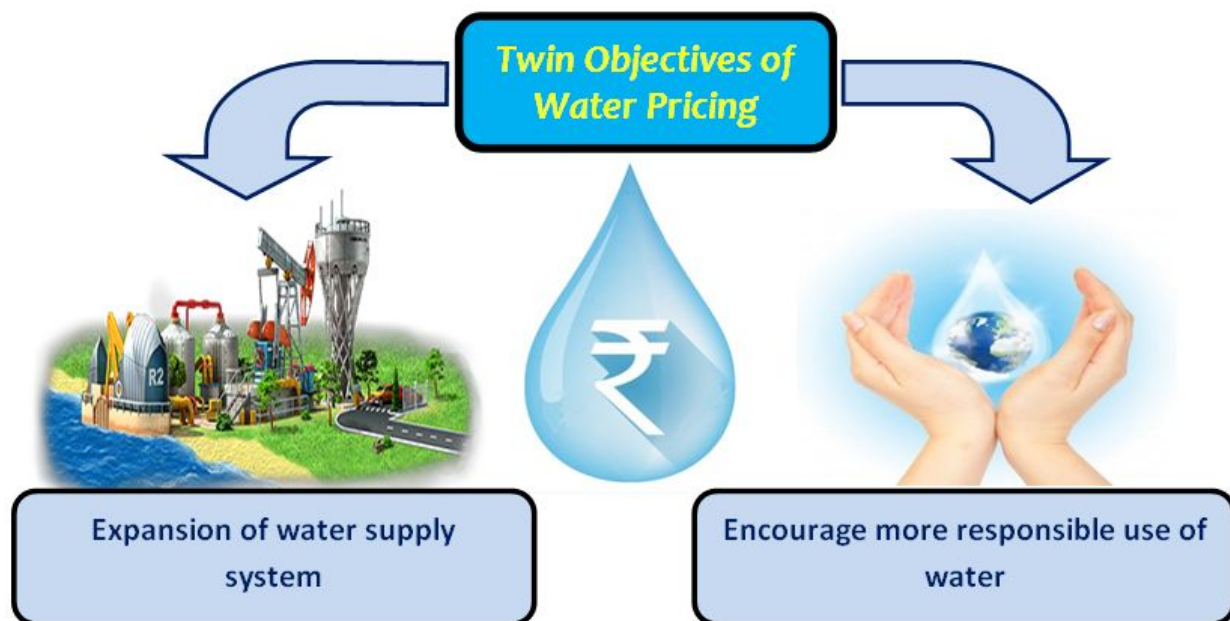 Twin Objectives of
Water Pricing
₹
R2
Expansion of water supply
system
Encourage more responsible use of
water